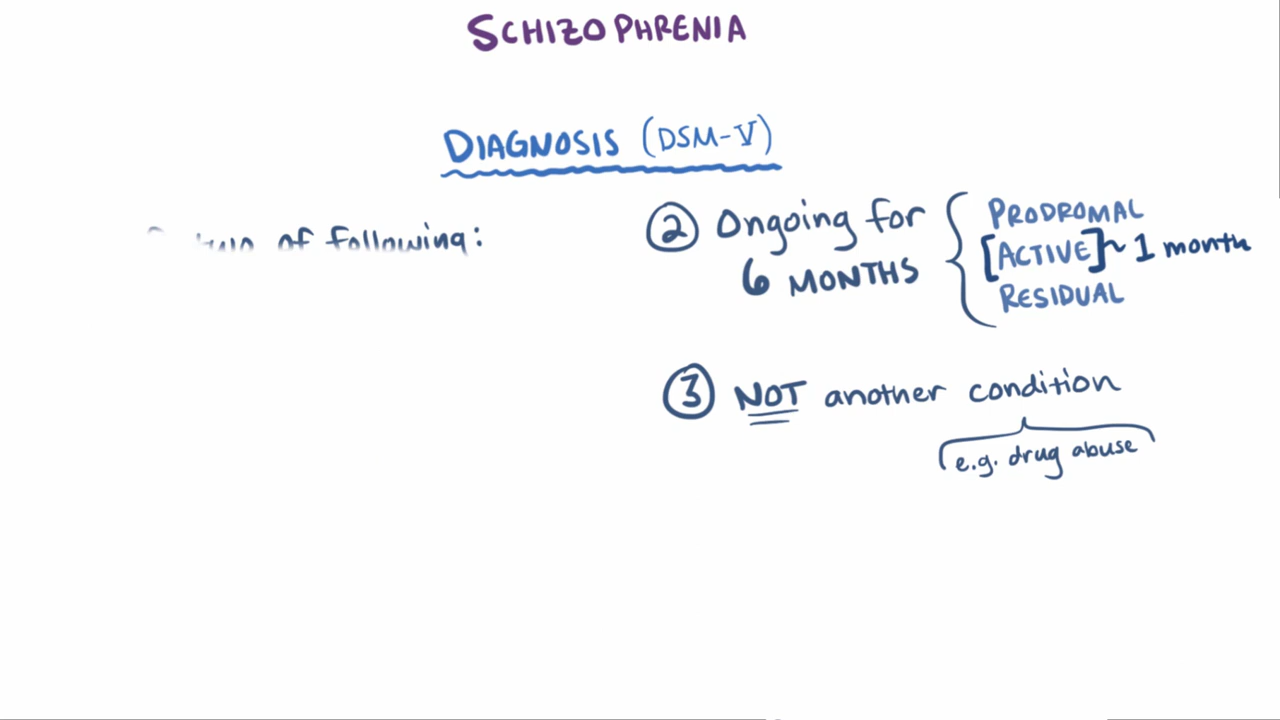 SCHIZOPHRENIA
DIAGNOSIS (DSM-V)
two of following:
② Ongoing for
6 MONTHS
PRODROMAL
[ACTIVE]~ 1 month
RESIDUAL
③ NOT another condition
e.g. drug abuse